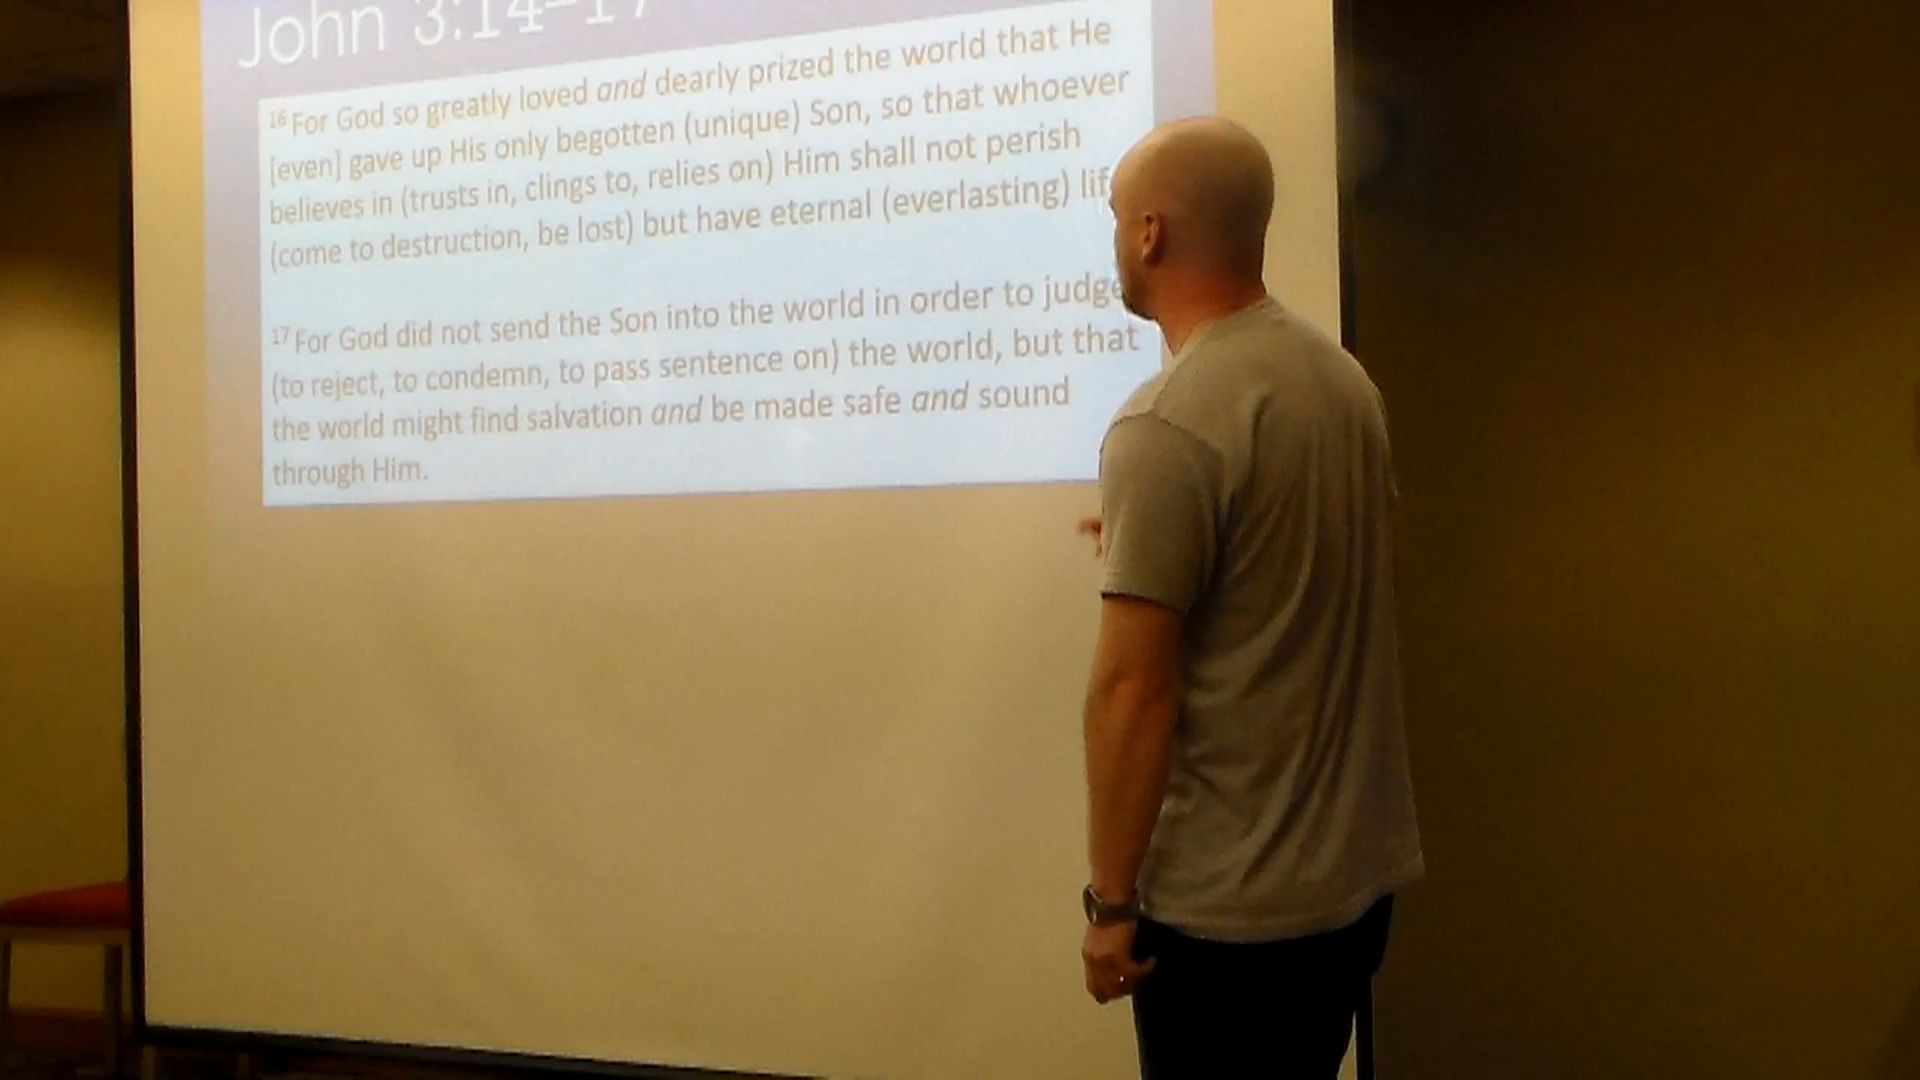 John 3:14-17
16 For God so greatly loved and dearly prized the world that He
[even] gave up His only begotten (unique) Son, so that whoever
believes in (trusts in, clings to, relies on) Him shall not perish
(come to destruction, be lost) but have eternal (everlasting)
17 For God did not send the Son into the world in order to judge
(to reject, to condemn, to pass sentence on) the world, but that
the world might find salvation and be made safe and sound
through Him.